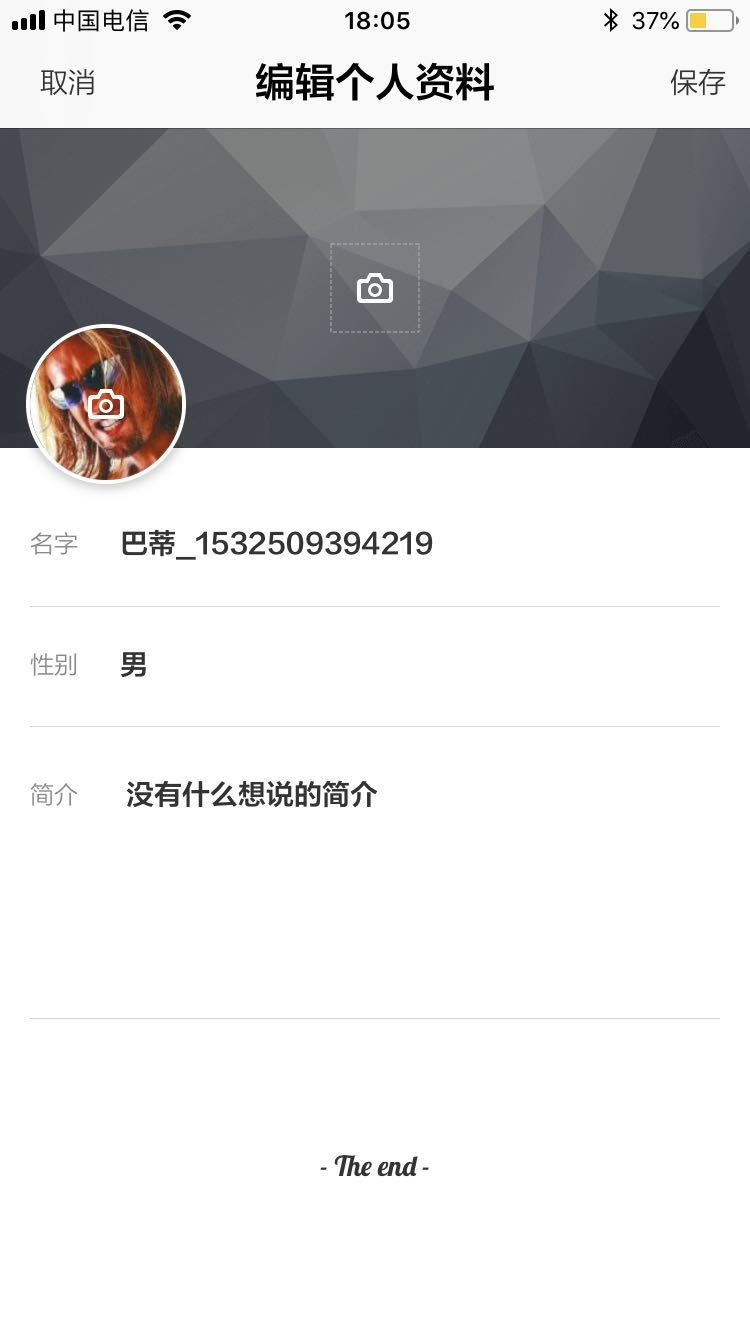 中国电信 18:05 37%
取消 编辑个人资料 保存
名字 巴蒂_1532509394219
性别 男
简介 没有什么想说的简介
- The end -